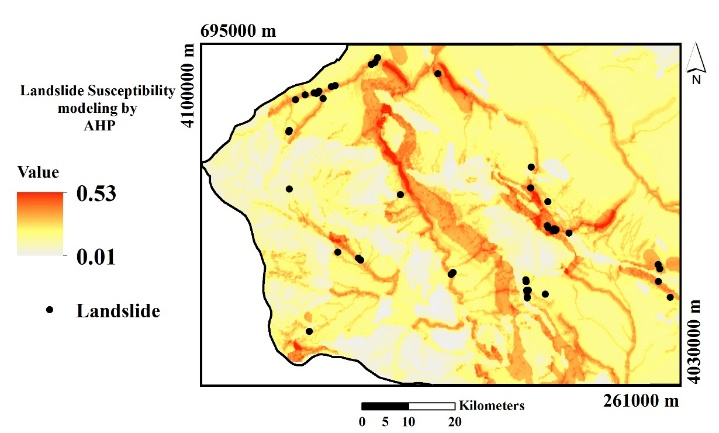 695000 m
4100000 m
N
Landslide Susceptibility
modeling by
AHP
Value
0.53
0.01
Landslide
4030000 m
261000 m
Kilometers
0 5 10 20